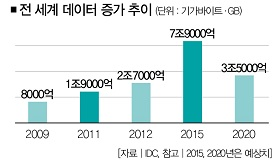 ■ 전 세계 데이터 증가 추이 (단위 : 기가바이트·GB)
8000억 1조9000억 2조7000억 7조9000억 3조5000억
2009 2011 2012 2015 2020
[자료 | IDC, 참고 | 2015, 2020년은 예상치]